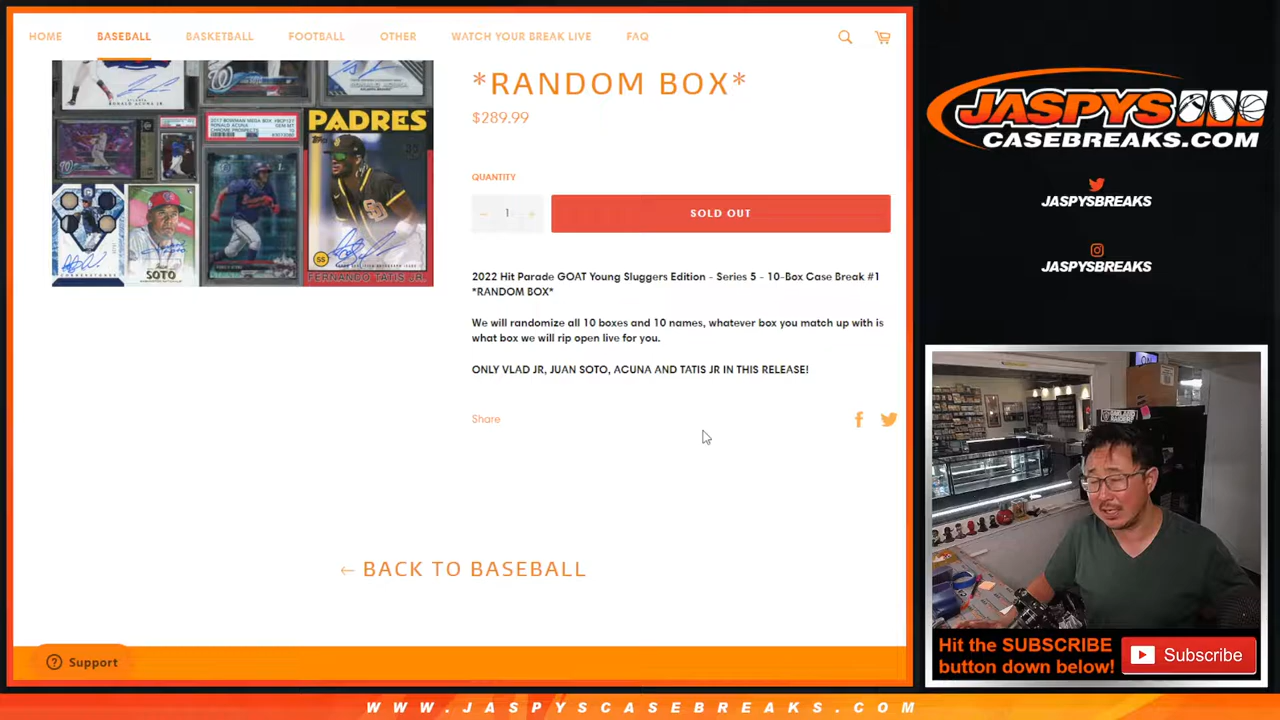 HOME BASEBALL BASKETBALL FOOTBALL OTHER WATCH YOUR BREAK LIVE FAQ
*RANDOM BOX*
$289.99
QUANTITY
− 1 +
SOLD OUT
2022 Hit Parade GOAT Young Sluggers Edition - Series 5 - 10-Box Case Break #1
*RANDOM BOX*
We will randomize all 10 boxes and 10 names, whatever box you match up with is
what box we will rip open live for you.
ONLY VLAD JR, JUAN SOTO, ACUNA AND TATIS JR IN THIS RELEASE!
Share
← BACK TO BASEBALL
Support
PADRES
SOTO
FERNANDO TATIS JR.
JASPYS
CASEBREAKS.COM
JASPYSBREAKS
JASPYSBREAKS
Hit the SUBSCRIBE
button down below!
Subscribe
WWW.JASPYSCASEBREAKS.COM